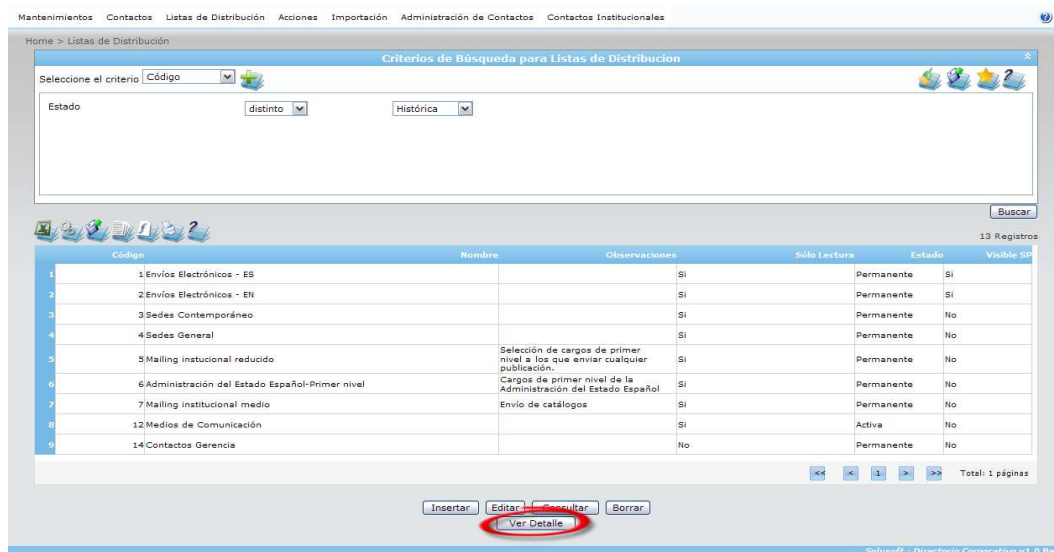 Mantenimientos Contactos Listas de Distribución Acciones Importación Administración de Contactos Contactos Institucionales
Home > Listas de Distribución
Criterios de Búsqueda para Listas de Distribucion
Seleccione el criterio Código
Estado distinto Histórica
Buscar
13 Registros
Código Nombre Observaciones Sólo Lectura Estado Visible SP
1 1 Envíos Electrónicos - ES Si Permanente Si
2 2 Envíos Electrónicos - EN Si Permanente Si
3 3 Sedes Contemporáneo Si Permanente No
4 4 Sedes General Si Permanente No
5 5 Mailing instucional reducido Selección de cargos de primer nivel a los que enviar cualquier publicación. Si Permanente No
6 6 Administración del Estado Español-Primer nivel Cargos de primer nivel de la Administración del Estado Español Si Permanente No
7 7 Mailing institucional medio Envío de catálogos Si Permanente No
8 12 Medios de Comunicación Si Activa No
9 14 Contactos Gerencia No Permanente No
<< < 1 > >> Total: 1 páginas
Insertar Editar Consultar Borrar
Ver Detalle
Solusoft - Directorio Corporativo v1.0 Re